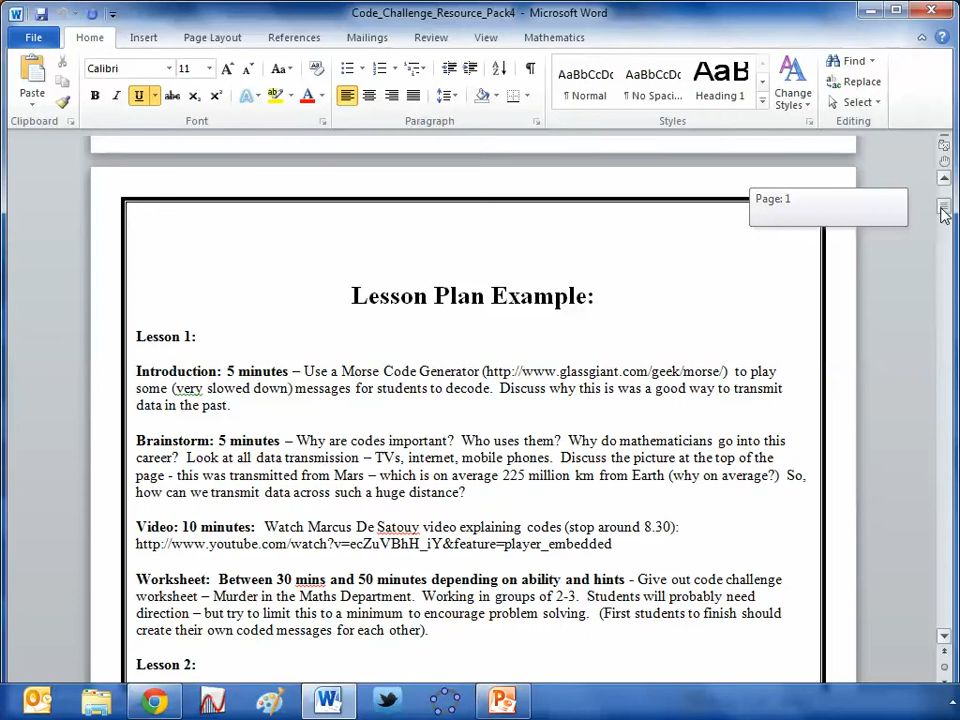 Code_Challenge_Resource_Pack4 - Microsoft Word
File Home Insert Page Layout References Mailings Review View Mathematics
Calibri 11 Aa Find
Paste AaBbCcDc AaBbCcDc AaB Replace
B I U abc x₂ x² A ab A ¶ Normal ¶ No Spaci... Heading 1 Change Styles Select
Clipboard Font Paragraph Styles Editing
Page: 1
Lesson Plan Example:
Lesson 1:
Introduction: 5 minutes – Use a Morse Code Generator (http://www.glassgiant.com/geek/morse/) to play
some (very slowed down) messages for students to decode. Discuss why this is was a good way to transmit
data in the past.
Brainstorm: 5 minutes – Why are codes important? Who uses them? Why do mathematicians go into this
career? Look at all data transmission – TVs, internet, mobile phones. Discuss the picture at the top of the
page - this was transmitted from Mars – which is on average 225 million km from Earth (why on average?) So,
how can we transmit data across such a huge distance?
Video: 10 minutes: Watch Marcus De Satouy video explaining codes (stop around 8.30):
http://www.youtube.com/watch?v=ecZuVBhH_iY&feature=player_embedded
Worksheet: Between 30 mins and 50 minutes depending on ability and hints - Give out code challenge
worksheet – Murder in the Maths Department. Working in groups of 2-3. Students will probably need
direction – but try to limit this to a minimum to encourage problem solving. (First students to finish should
create their own coded messages for each other).
Lesson 2: